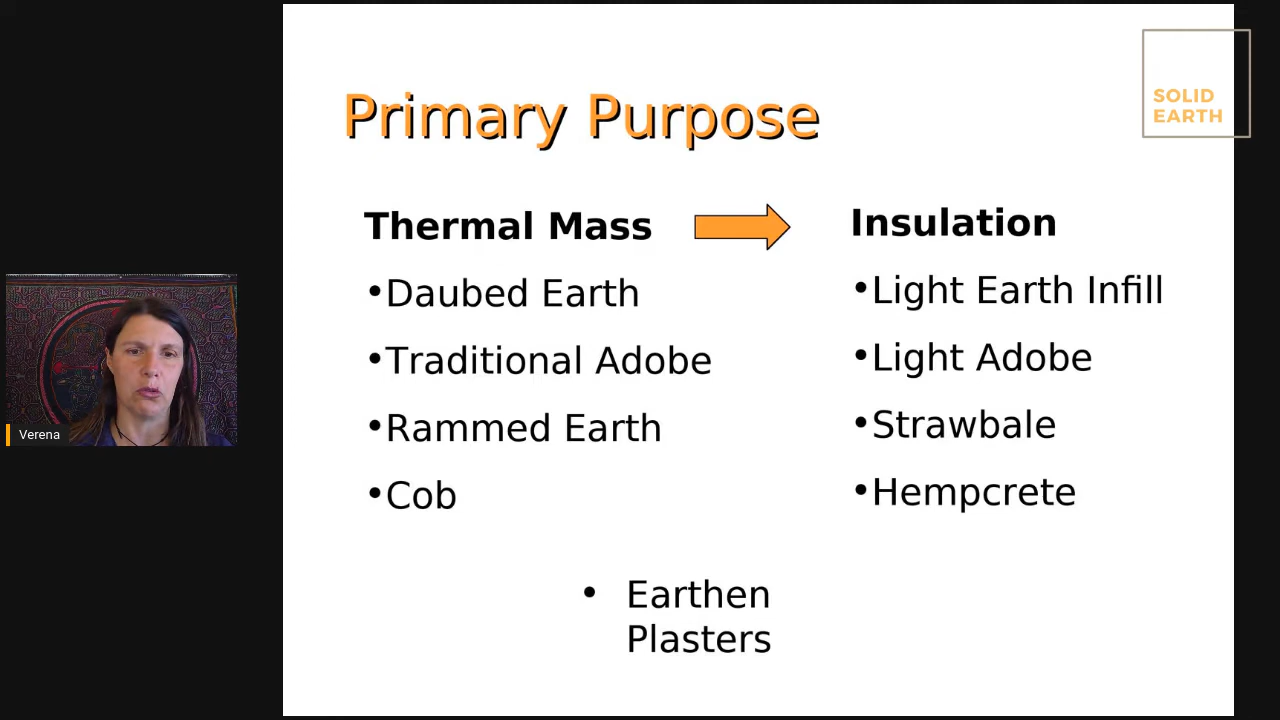 Primary Purpose
SOLID
EARTH
Thermal Mass
•Daubed Earth
•Traditional Adobe
•Rammed Earth
•Cob
Insulation
•Light Earth Infill
•Light Adobe
•Strawbale
•Hempcrete
• Earthen
Plasters
Verena